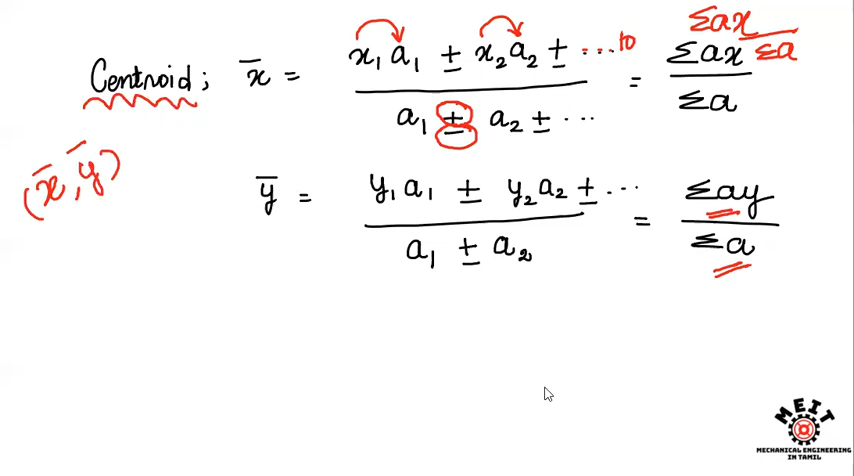 Σax
Σa
Centroid; x̄ = x₁a₁ ± x₂a₂ ± ....to / a₁ ± a₂ ± ... = Σax / Σa
(x̄, ȳ)
ȳ = y₁a₁ ± y₂a₂ ± ... / a₁ ± a₂ = Σay / Σa
MEIT
MECHANICAL ENGINEERING
IN TAMIL